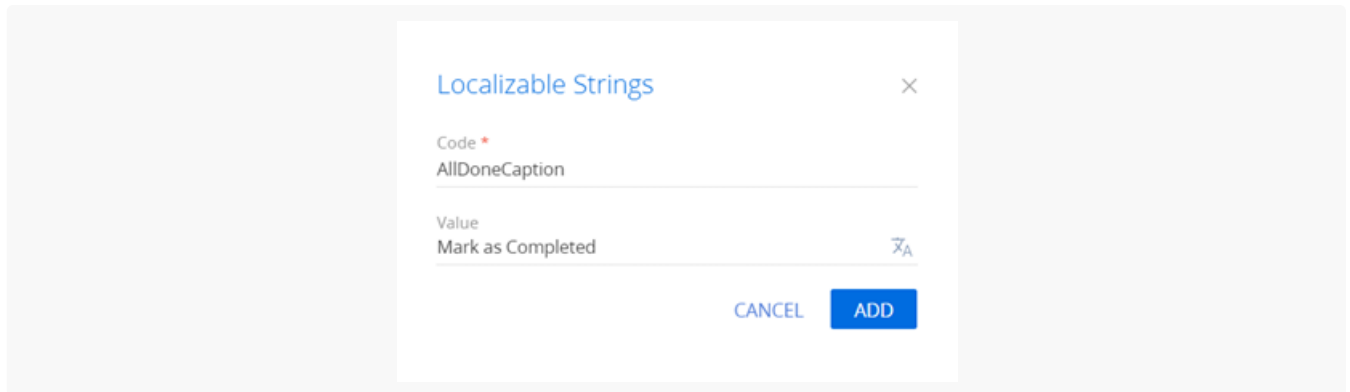 Localizable Strings
Code *
AllDoneCaption
Value
Mark as Completed
CANCEL ADD